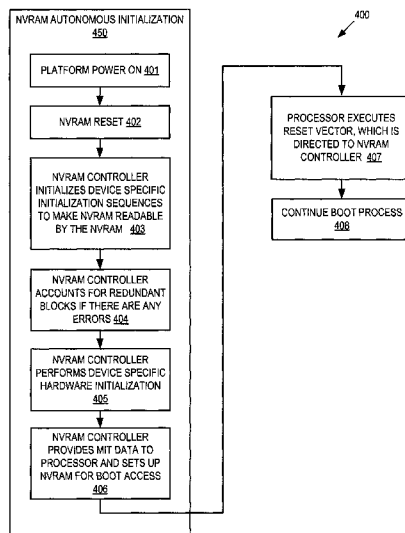 NVRAM AUTONOMOUS INITIALIZATION
450
PLATFORM POWER ON 401
NVRAM RESET 402
NVRAM CONTROLLER
INITIALIZES DEVICE SPECIFIC
INITIALIZATION SEQUENCES
TO MAKE NVRAM READABLE
BY THE NVRAM 403
NVRAM CONTROLLER
ACCOUNTS FOR REDUNDANT
BLOCKS IF THERE ARE ANY
ERRORS 404
NVRAM CONTROLLER
PERFORMS DEVICE SPECIFIC
HARDWARE INITIALIZATION
405
NVRAM CONTROLLER
PROVIDES MIT DATA TO
PROCESSOR AND SETS UP
NVRAM FOR BOOT ACCESS
406
400
PROCESSOR EXECUTES
RESET VECTOR, WHICH IS
DIRECTED TO NVRAM
CONTROLLER 407
CONTINUE BOOT PROCESS
408